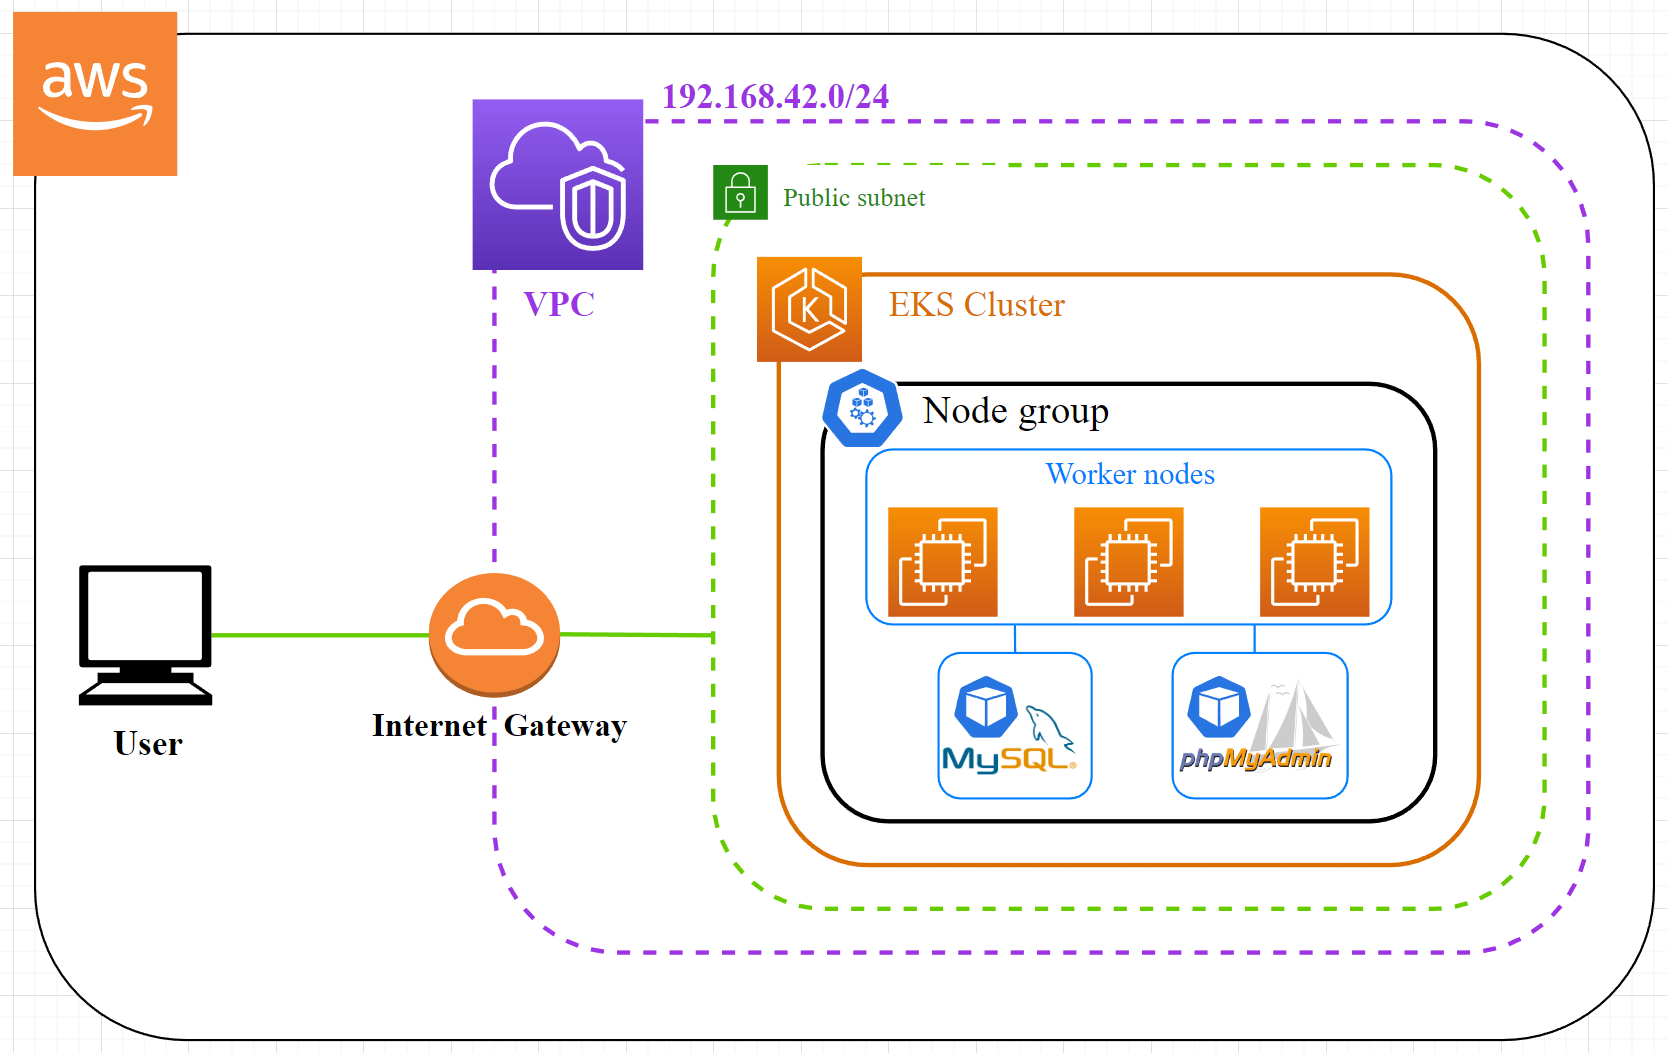 aws
192.168.42.0/24
Public subnet
VPC
EKS Cluster
K
Node group
Worker nodes
User
Internet Gateway
MySQL®
phpMyAdmin